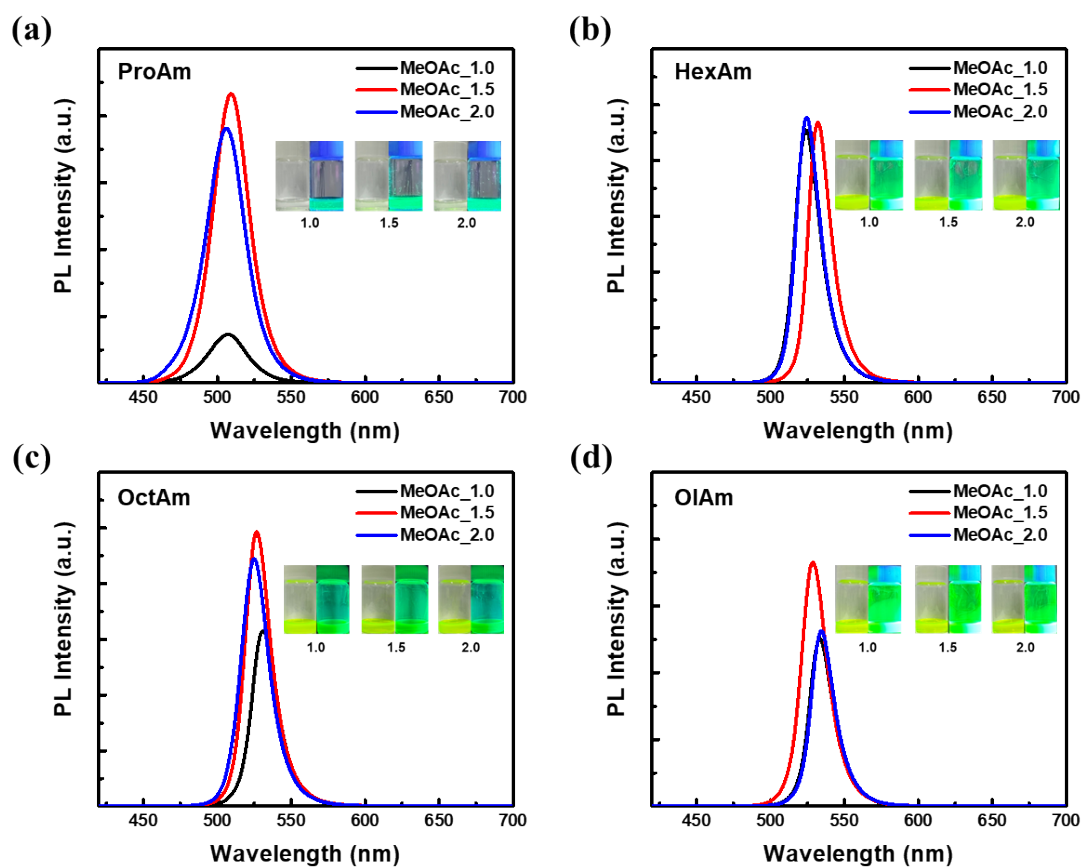 (a)
ProAm
MeOAc_1.0
MeOAc_1.5
MeOAc_2.0
1.0 1.5 2.0
PL Intensity (a.u.)
450 500 550 600 650 700
Wavelength (nm)
(b)
HexAm
MeOAc_1.0
MeOAc_1.5
MeOAc_2.0
1.0 1.5 2.0
PL Intensity (a.u.)
450 500 550 600 650 700
Wavelength (nm)
(c)
OctAm
MeOAc_1.0
MeOAc_1.5
MeOAc_2.0
1.0 1.5 2.0
PL Intensity (a.u.)
450 500 550 600 650 700
Wavelength (nm)
(d)
OlAm
MeOAc_1.0
MeOAc_1.5
MeOAc_2.0
1.0 1.5 2.0
PL Intensity (a.u.)
450 500 550 600 650 700
Wavelength (nm)